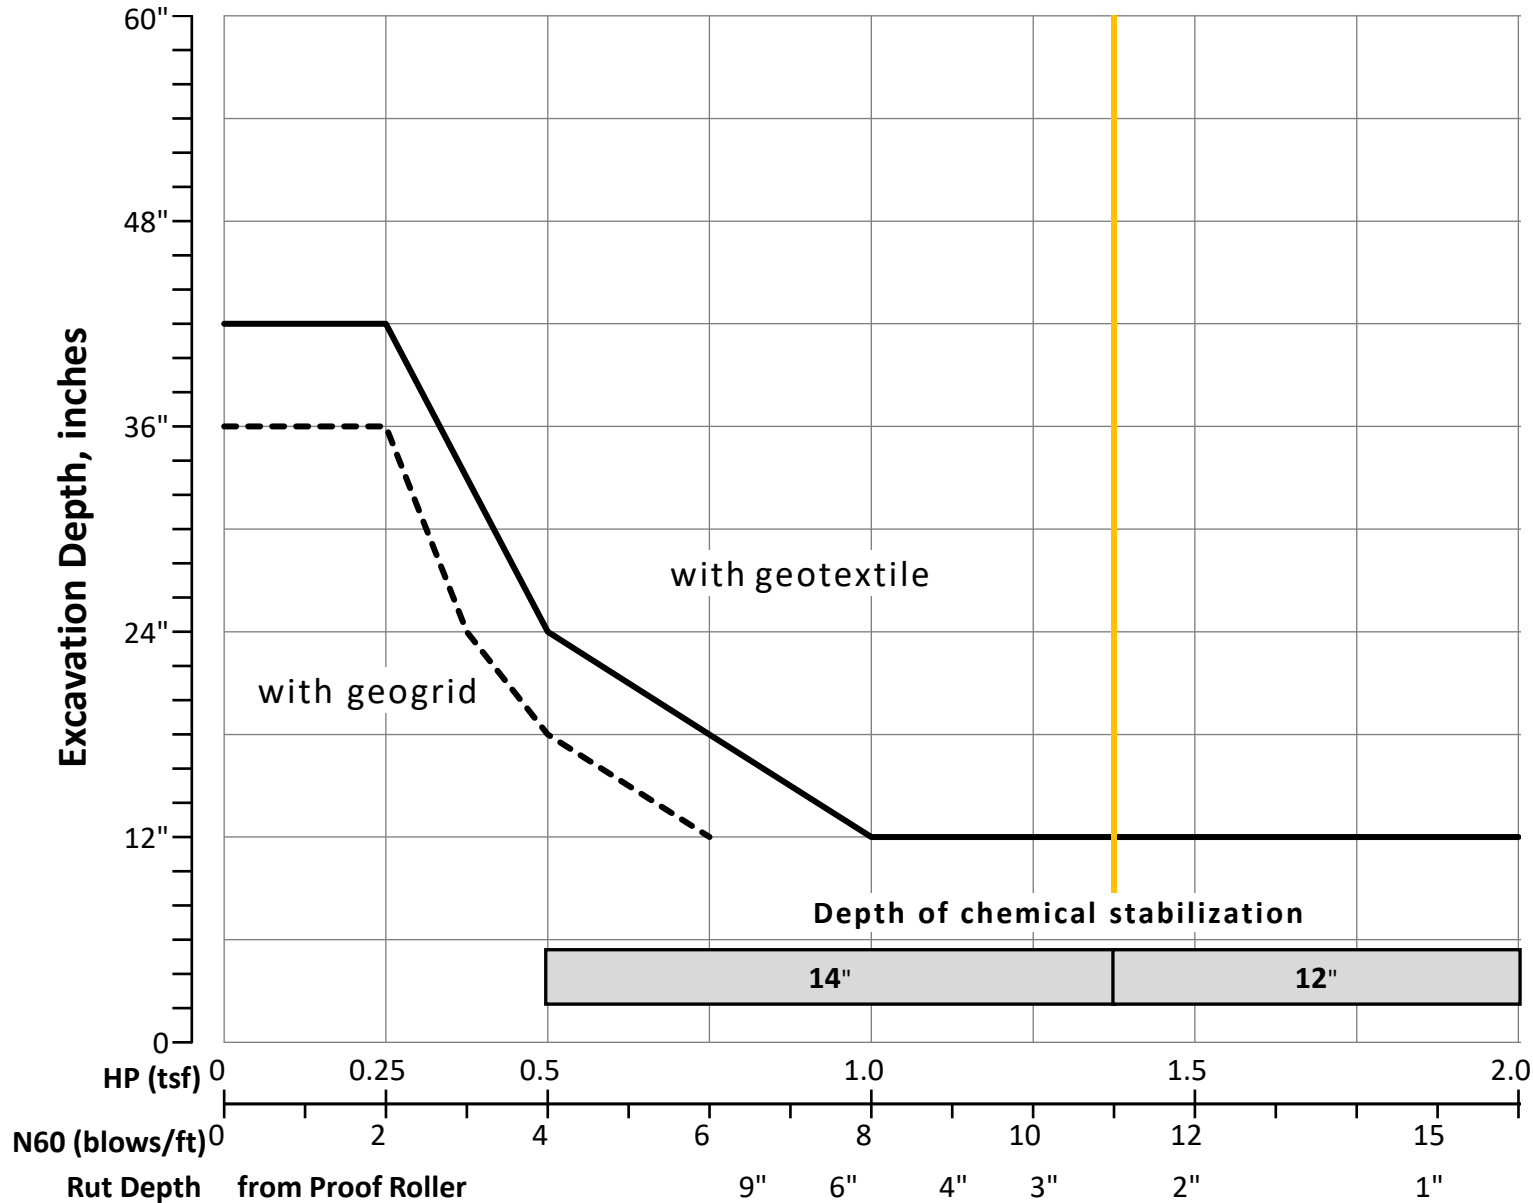 60"
48"
36"
24"
12"
0
Excavation Depth, inches
with geotextile
with geogrid
Depth of chemical stabilization
14" 12"
HP (tsf) 0 0.25 0.5 1.0 1.5 2.0
N60 (blows/ft) 0 2 4 6 8 10 12 15
Rut Depth from Proof Roller 9" 6" 4" 3" 2" 1"